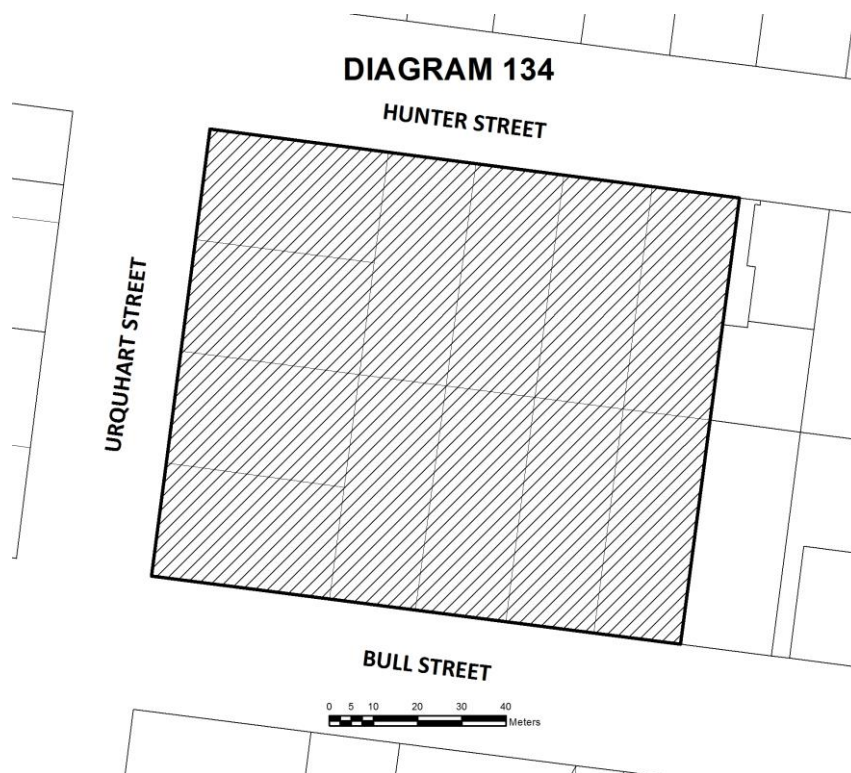 DIAGRAM 134
HUNTER STREET
URQUHART STREET
BULL STREET
0 5 10 20 30 40
Meters